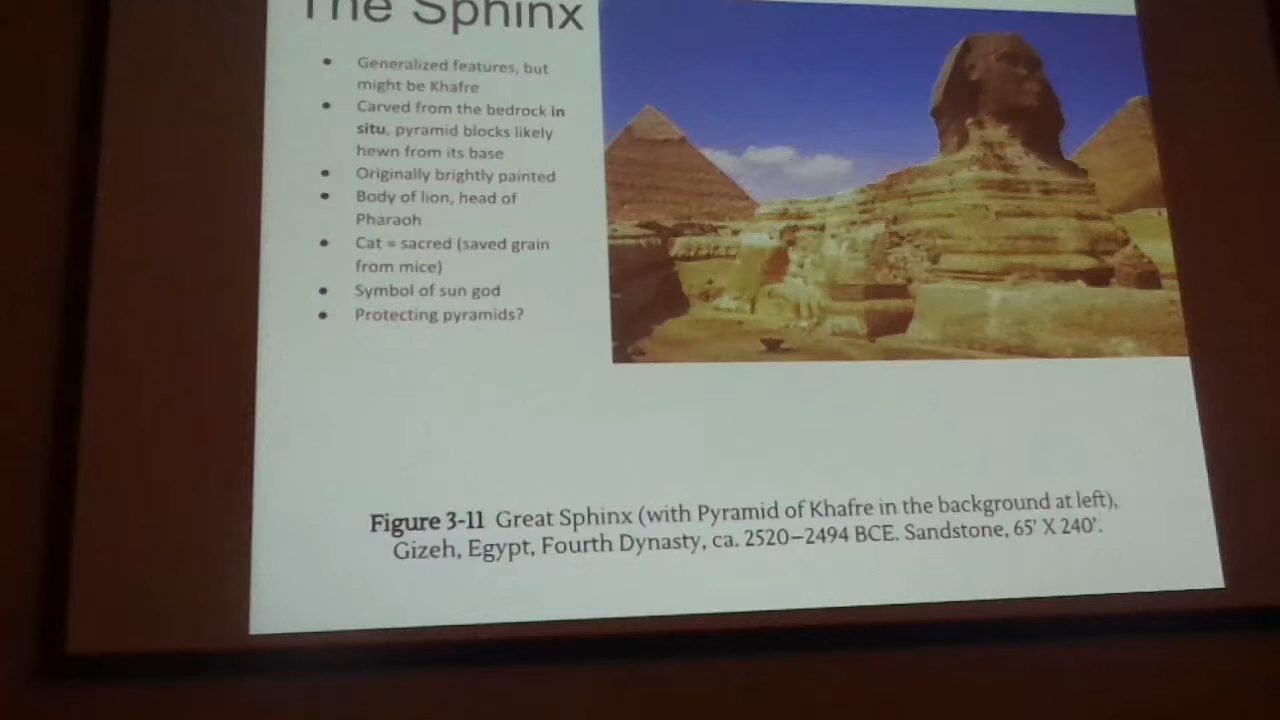 The Sphinx
• Generalized features, but
might be Khafre
• Carved from the bedrock in
situ, pyramid blocks likely
hewn from its base
• Originally brightly painted
• Body of lion, head of
Pharaoh
• Cat = sacred (saved grain
from mice)
• Symbol of sun god
• Protecting pyramids?
Figure 3-11 Great Sphinx (with Pyramid of Khafre in the background at left),
Gizeh, Egypt, Fourth Dynasty, ca. 2520–2494 BCE. Sandstone, 65' X 240'.